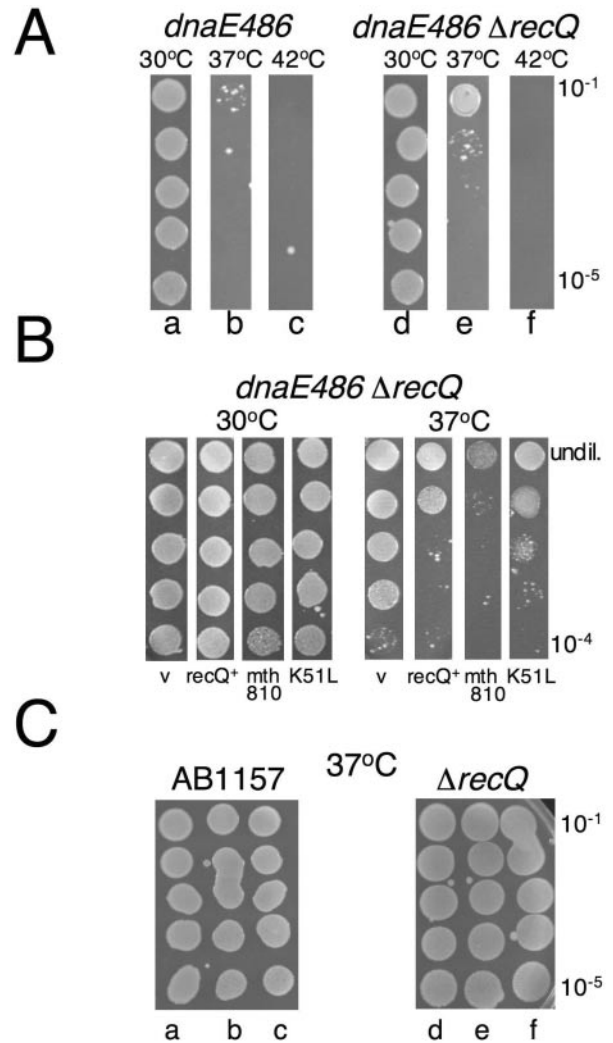 A
dnaE486 dnaE486 ΔrecQ
30ºC 37ºC 42ºC 30ºC 37ºC 42ºC
10⁻¹
10⁻⁵
a b c d e f
B
dnaE486 ΔrecQ
30ºC 37ºC
undil.
10⁻⁴
v recQ⁺ mth 810 K51L v recQ⁺ mth 810 K51L
C
37ºC
AB1157 ΔrecQ
10⁻¹
10⁻⁵
a b c d e f